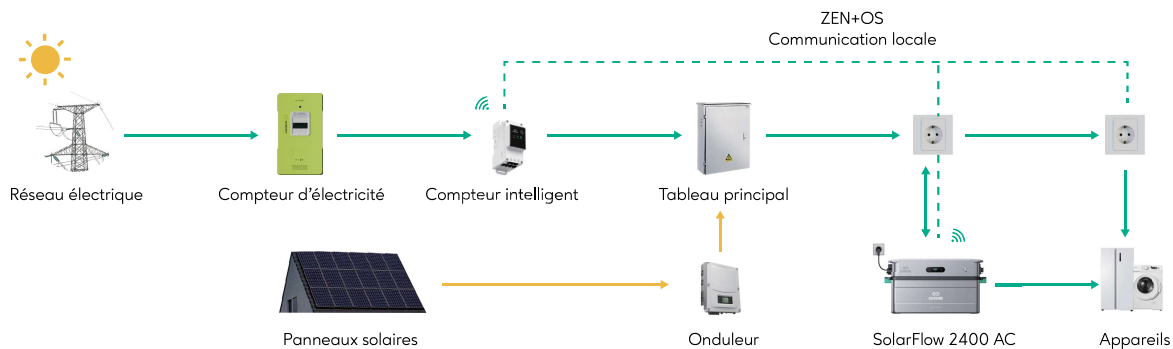 ZEN+OS
Communication locale
Réseau électrique
Compteur d'électricité
Compteur intelligent
Tableau principal
Panneaux solaires
Onduleur
SolarFlow 2400 AC
Appareils